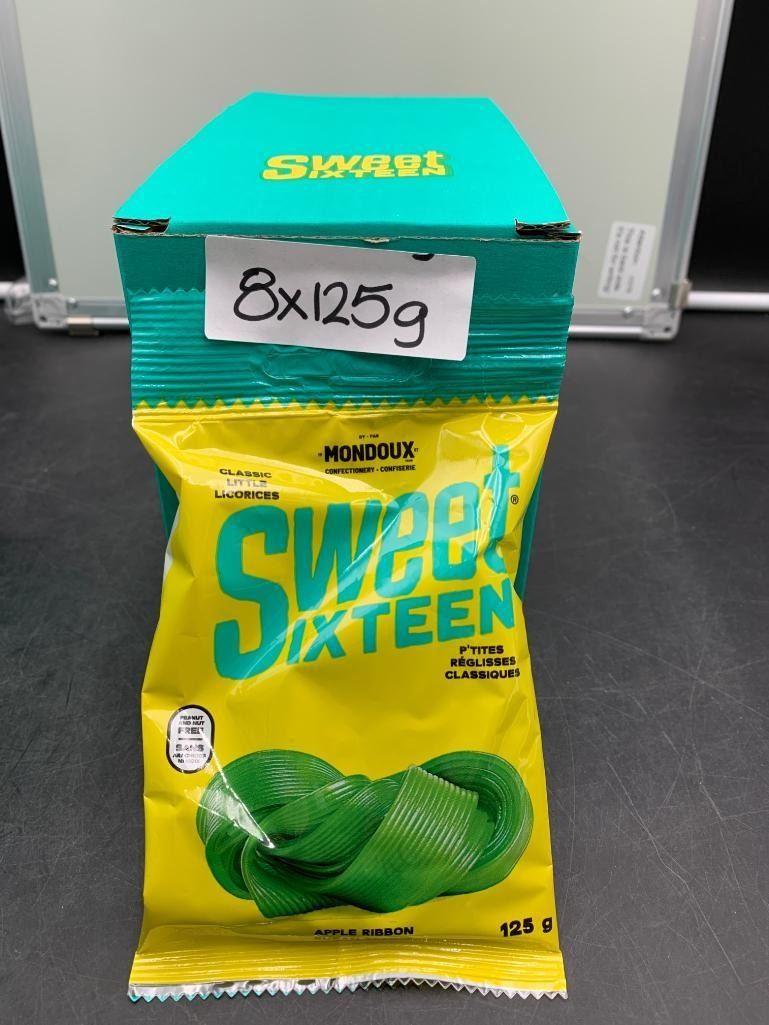 Sweet
SIXTEEN
8x125g
BY · PAR
MONDOUX
CONFECTIONERY · CONFISERIE
CLASSIC
LITTLE
LICORICES
Sweet®
SIXTEEN
P'TITES
RÉGLISSES
CLASSIQUES
PEANUT
AND NUT
FREE
SANS
APPLE RIBBON
125 g